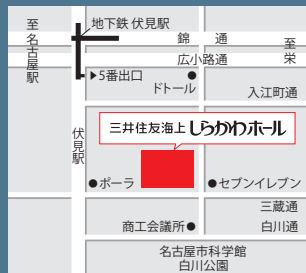 至名古屋駅
地下鉄 伏見駅
錦通
至栄
広小路通
▶5番出口
ドトール●
入江町通
伏見駅
三井住友海上 しらかわホール
●ポーラ
●セブンイレブン
三蔵通
商工会議所●
白川通
名古屋市科学館
白川公園